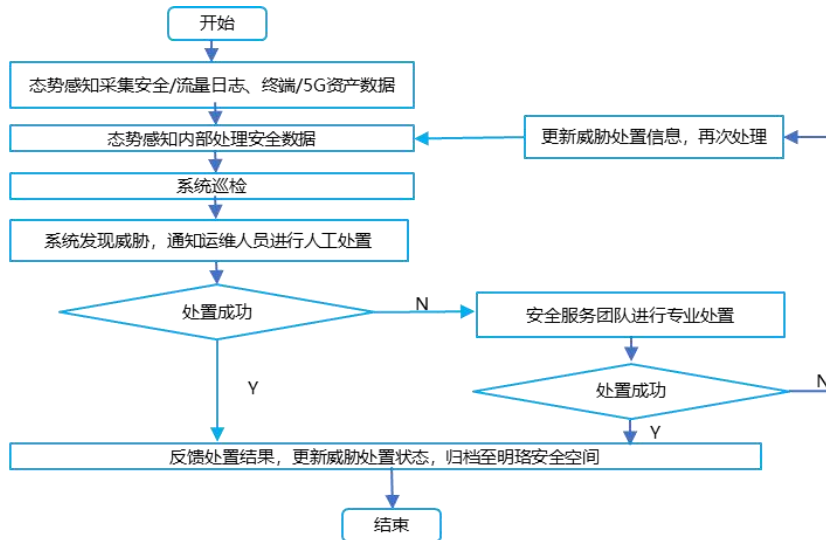 开始
态势感知采集安全/流量日志、终端/5G资产数据
态势感知内部处理安全数据
更新威胁处置信息，再次处理
系统巡检
系统发现威胁，通知运维人员进行人工处置
处置成功
N
安全服务团队进行专业处置
Y
处置成功
N
Y
反馈处置结果，更新威胁处置状态，归档至明珞安全空间
结束